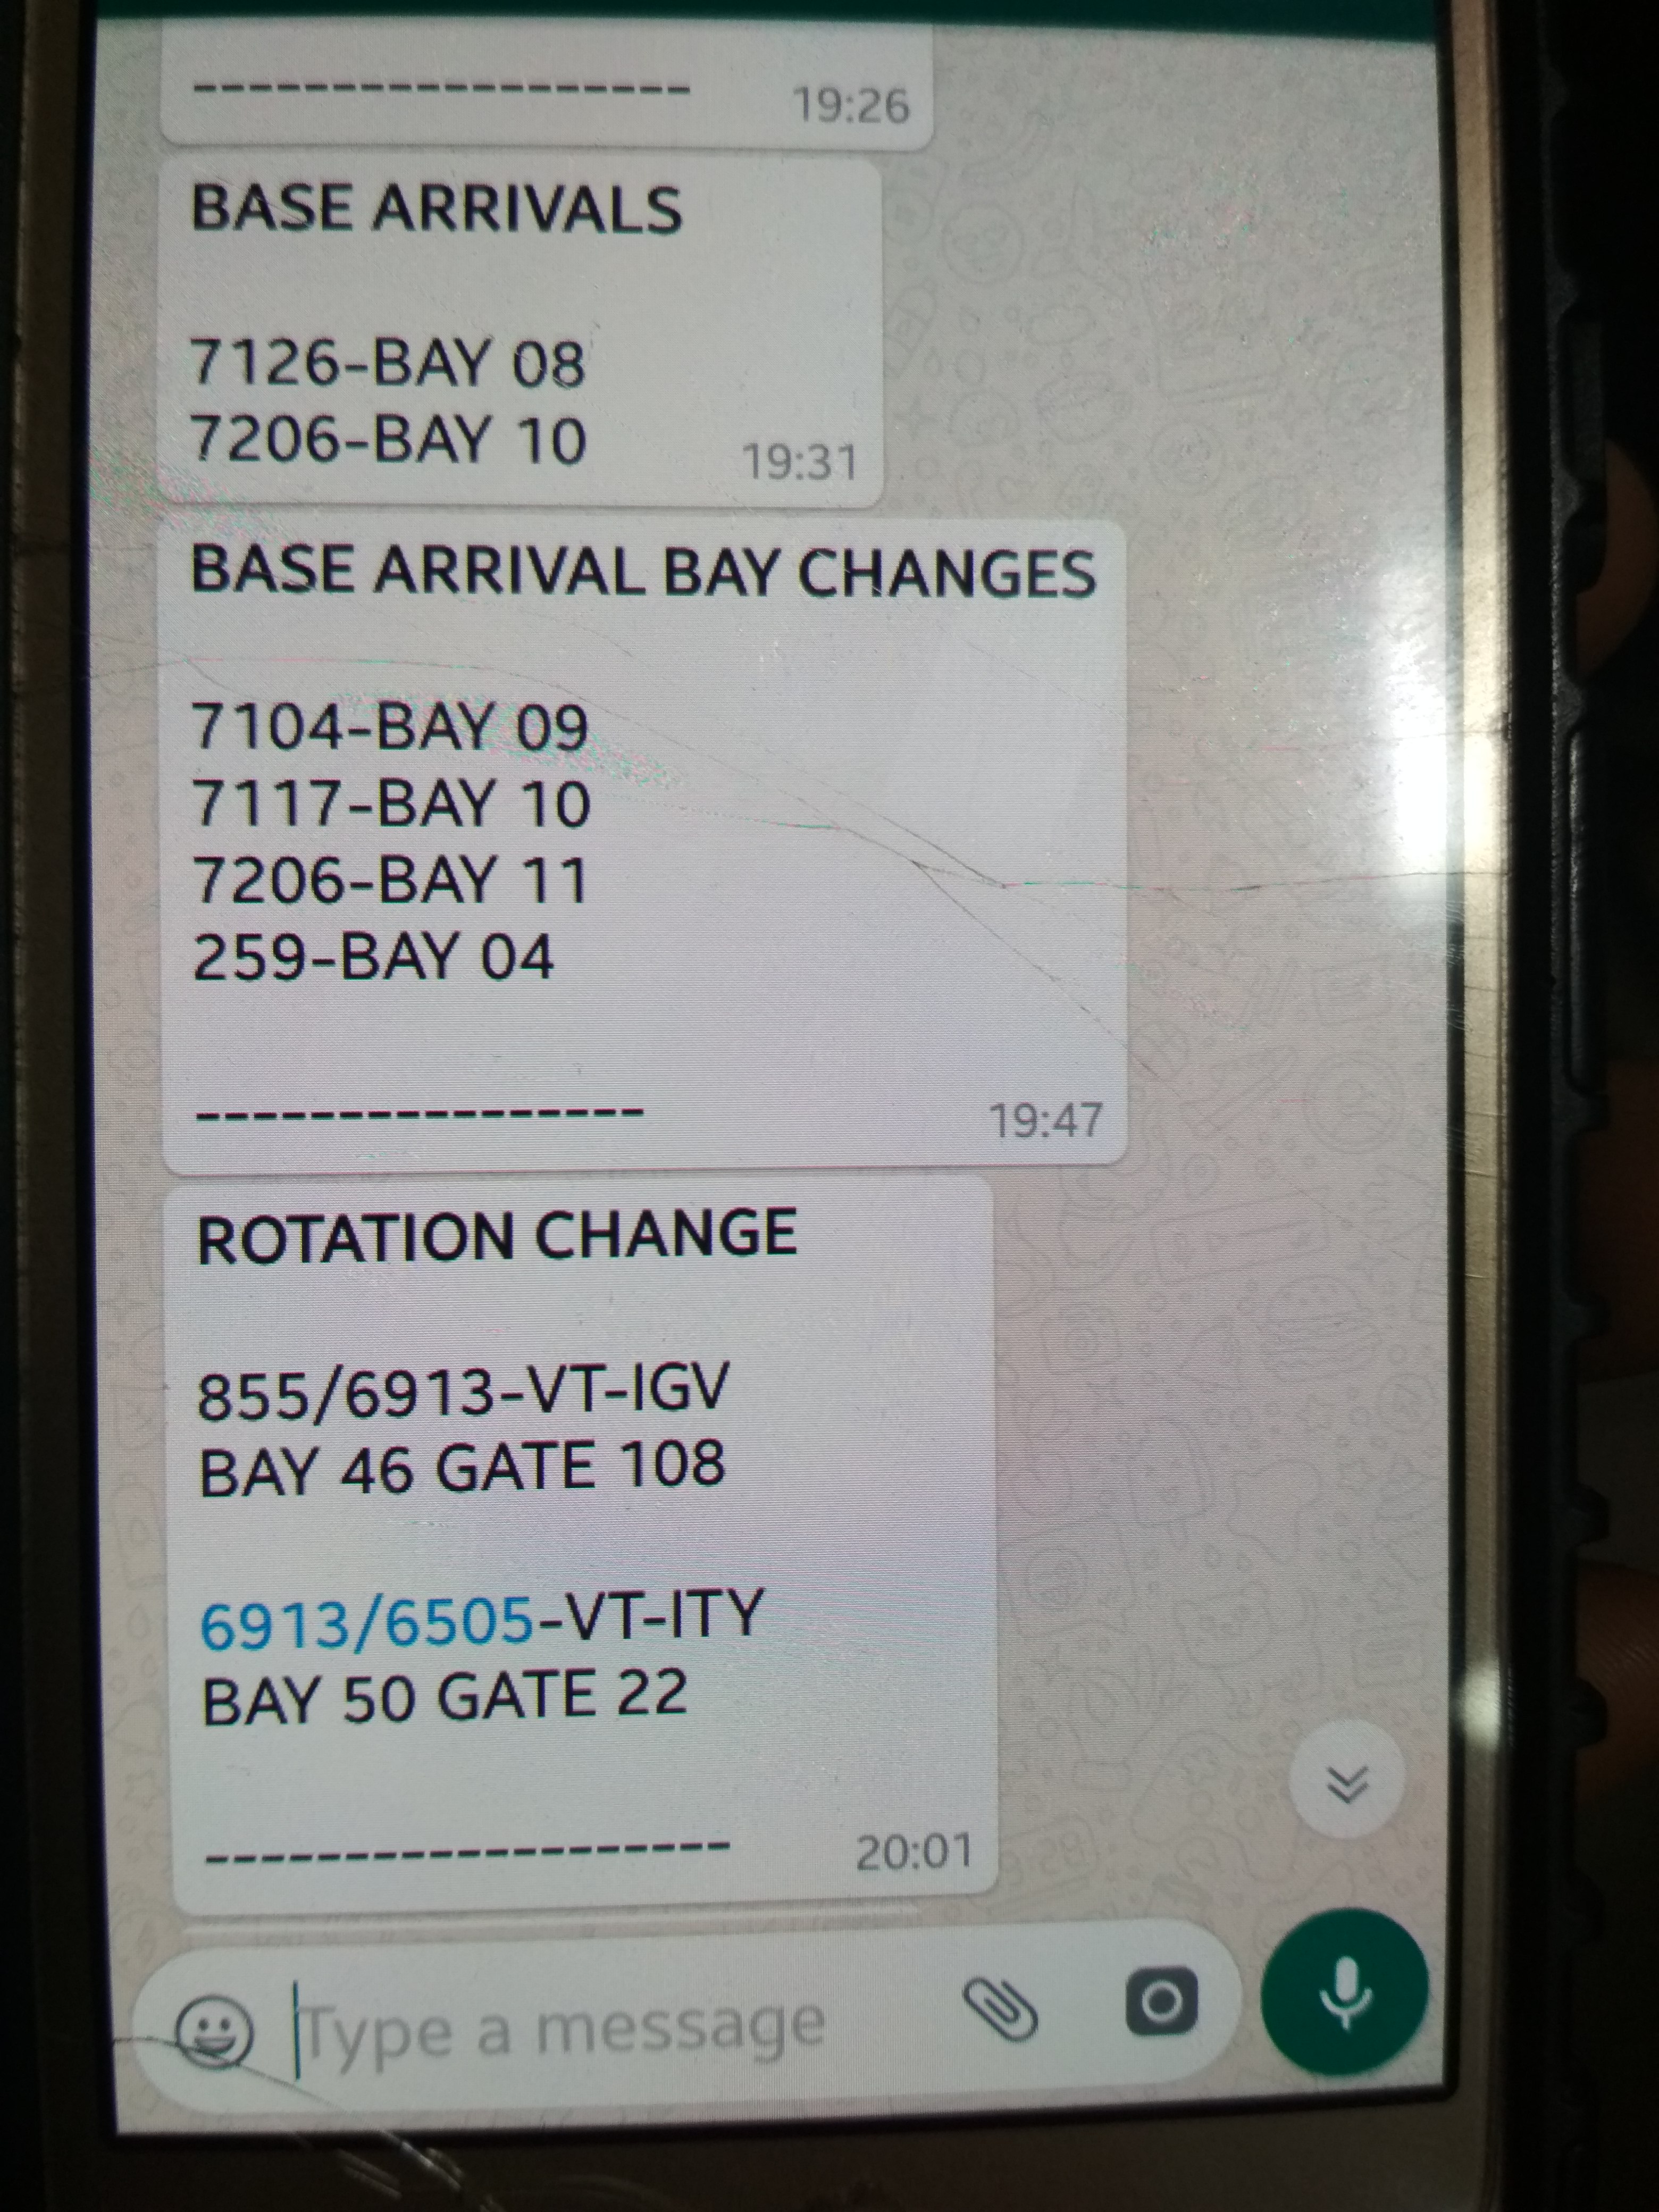 ------------------
19:26
BASE ARRIVALS
7126-BAY 08
7206-BAY 10
19:31
BASE ARRIVAL BAY CHANGES
7104-BAY 09
7117-BAY 10
7206-BAY 11
259-BAY 04
----------------
19:47
ROTATION CHANGE
855/6913-VT-IGV
BAY 46 GATE 108
6913/6505-VT-ITY
BAY 50 GATE 22
-------------------
20:01
Type a message